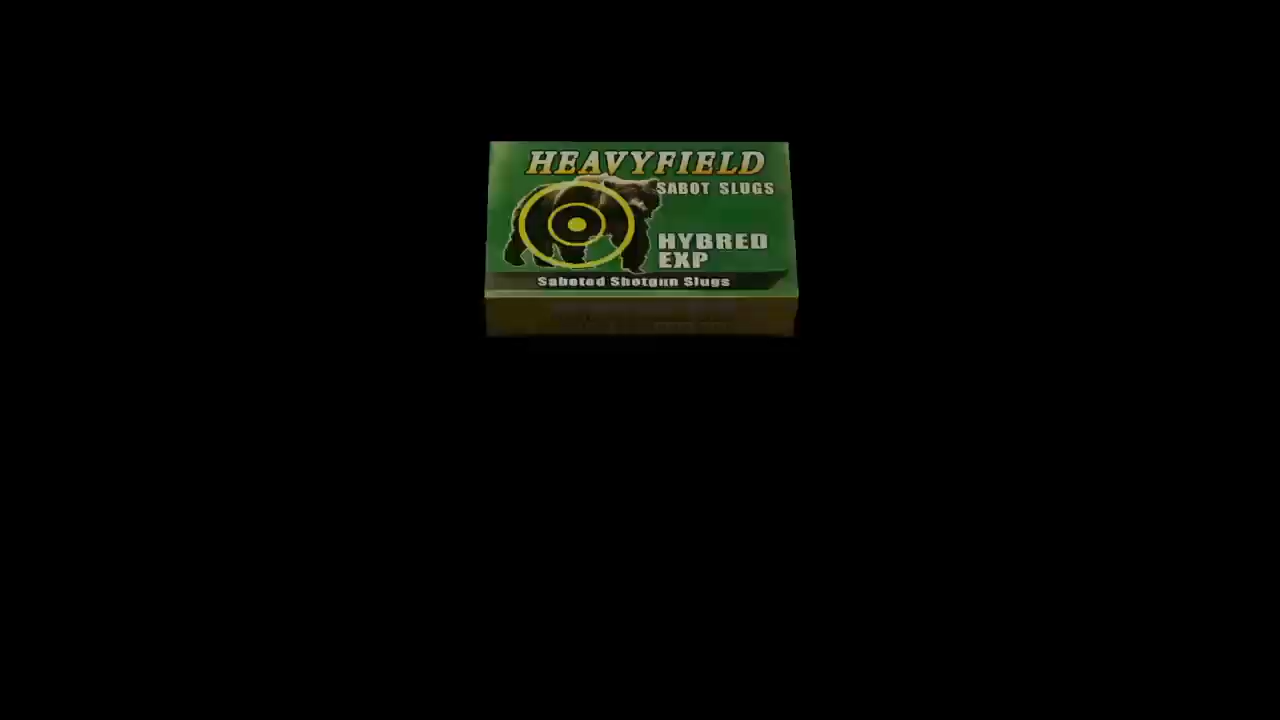 HEAVYFIELD
SABOT SLUGS
HYBRED
EXP
Saboted Shotgun Slugs